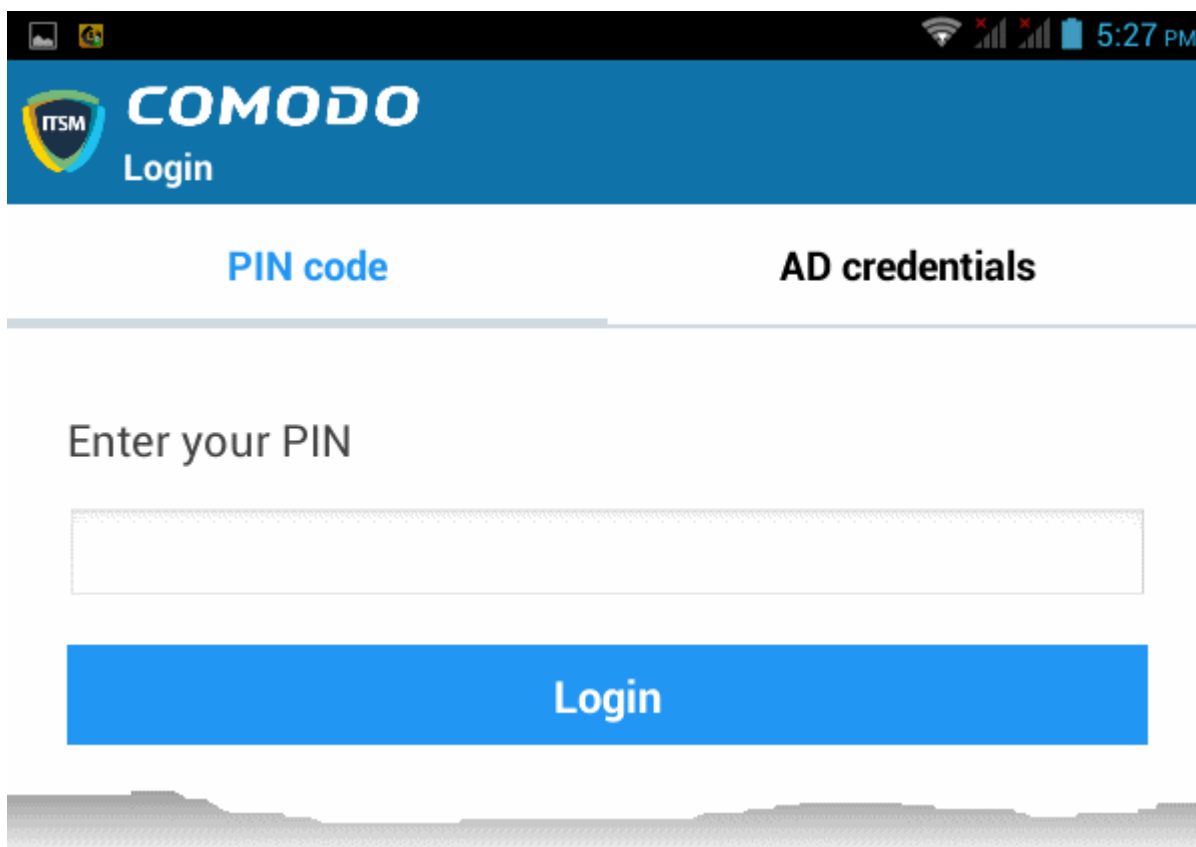 5:27 PM
ITSM
COMODO
Login
PIN code
AD credentials
Enter your PIN
Login